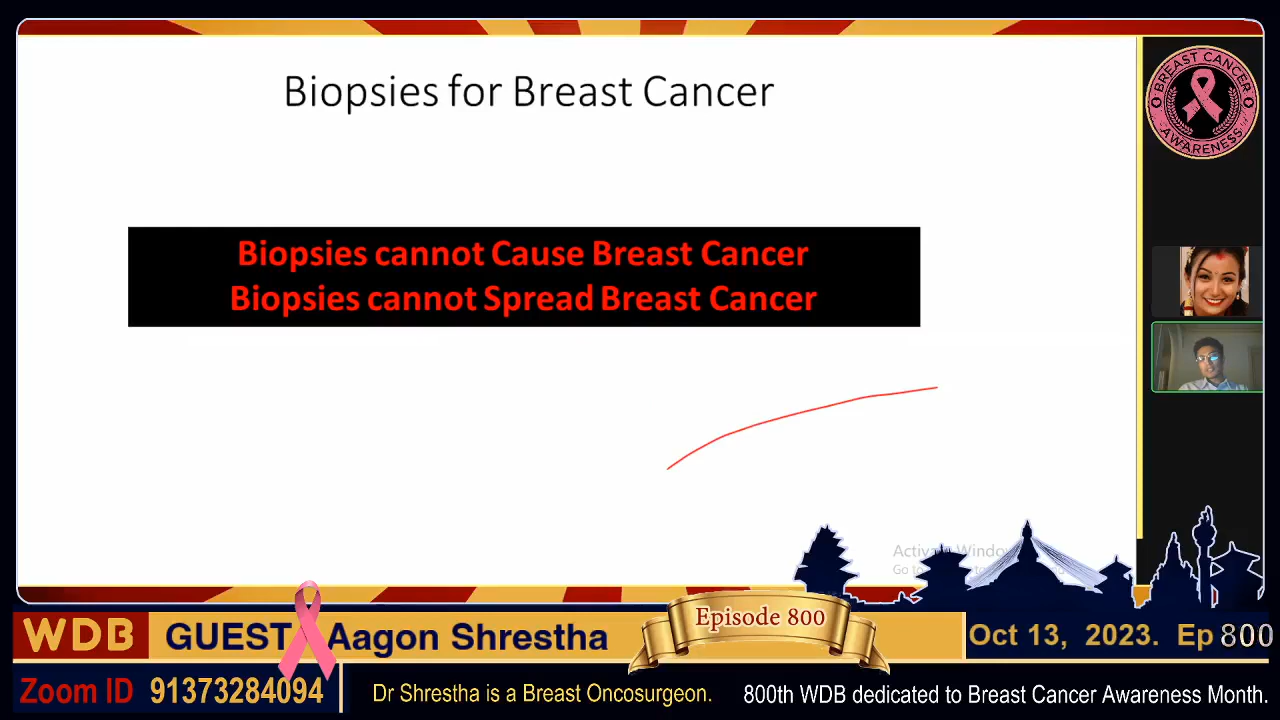 Biopsies for Breast Cancer
BREAST CANCER
AWARENESS
Biopsies cannot Cause Breast Cancer
Biopsies cannot Spread Breast Cancer
Episode 800
WDB GUEST Aagon Shrestha
Oct 13, 2023. Ep 800
Zoom ID 91373284094
Dr Shrestha is a Breast Oncosurgeon.
800th WDB dedicated to Breast Cancer Awareness Month.